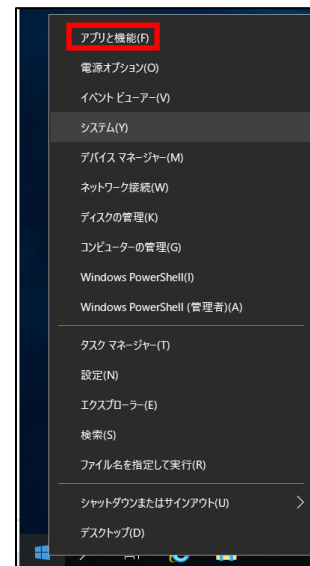 アプリと機能(F)
電源オプション(O)
イベント ビューアー(V)
システム(Y)
デバイス マネージャー(M)
ネットワーク接続(W)
ディスクの管理(K)
コンピューターの管理(G)
Windows PowerShell(I)
Windows PowerShell (管理者)(A)
タスク マネージャー(T)
設定(N)
エクスプローラー(E)
検索(S)
ファイル名を指定して実行(R)
シャットダウンまたはサインアウト(U)
デスクトップ(D)